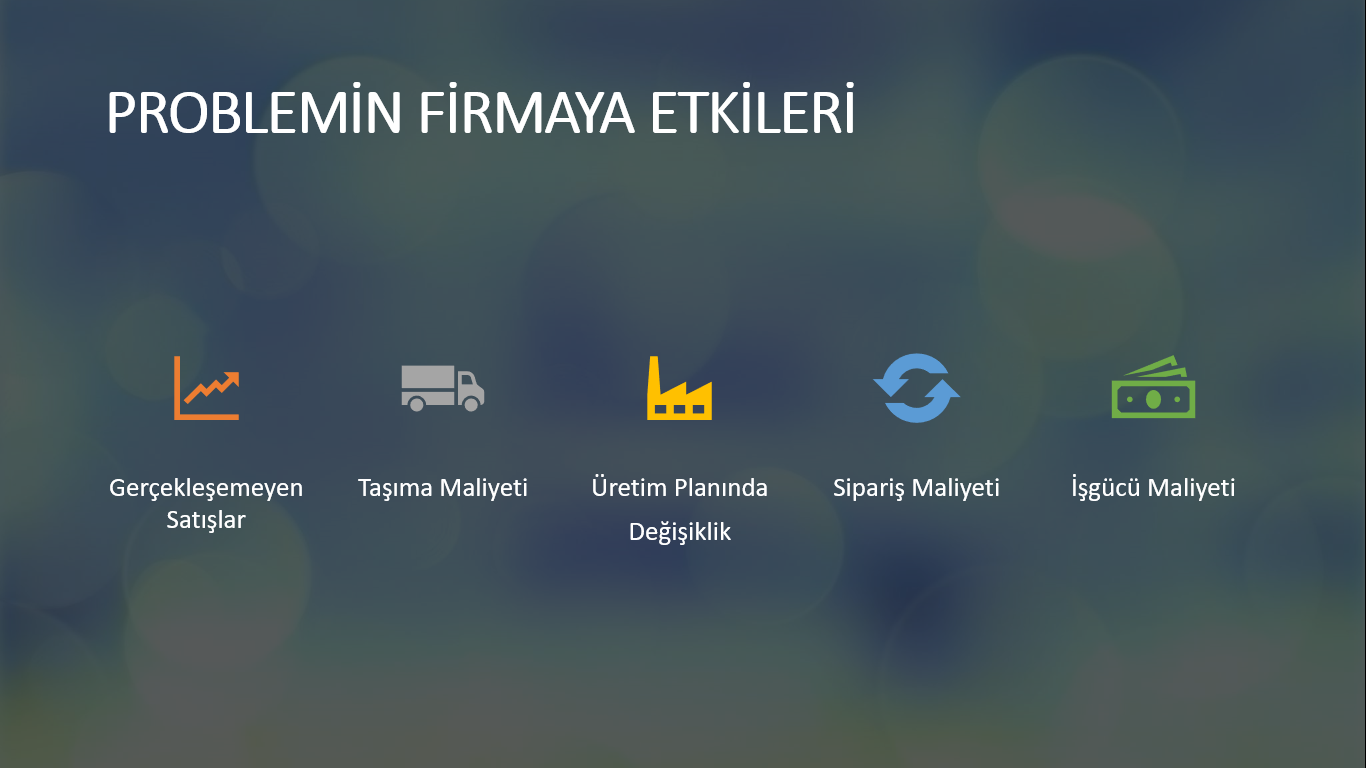 PROBLEMİN FİRMAYA ETKİLERİ
Gerçekleşemeyen
Satışlar
Taşıma Maliyeti
Üretim Planında
Değişiklik
Sipariş Maliyeti
İşgücü Maliyeti